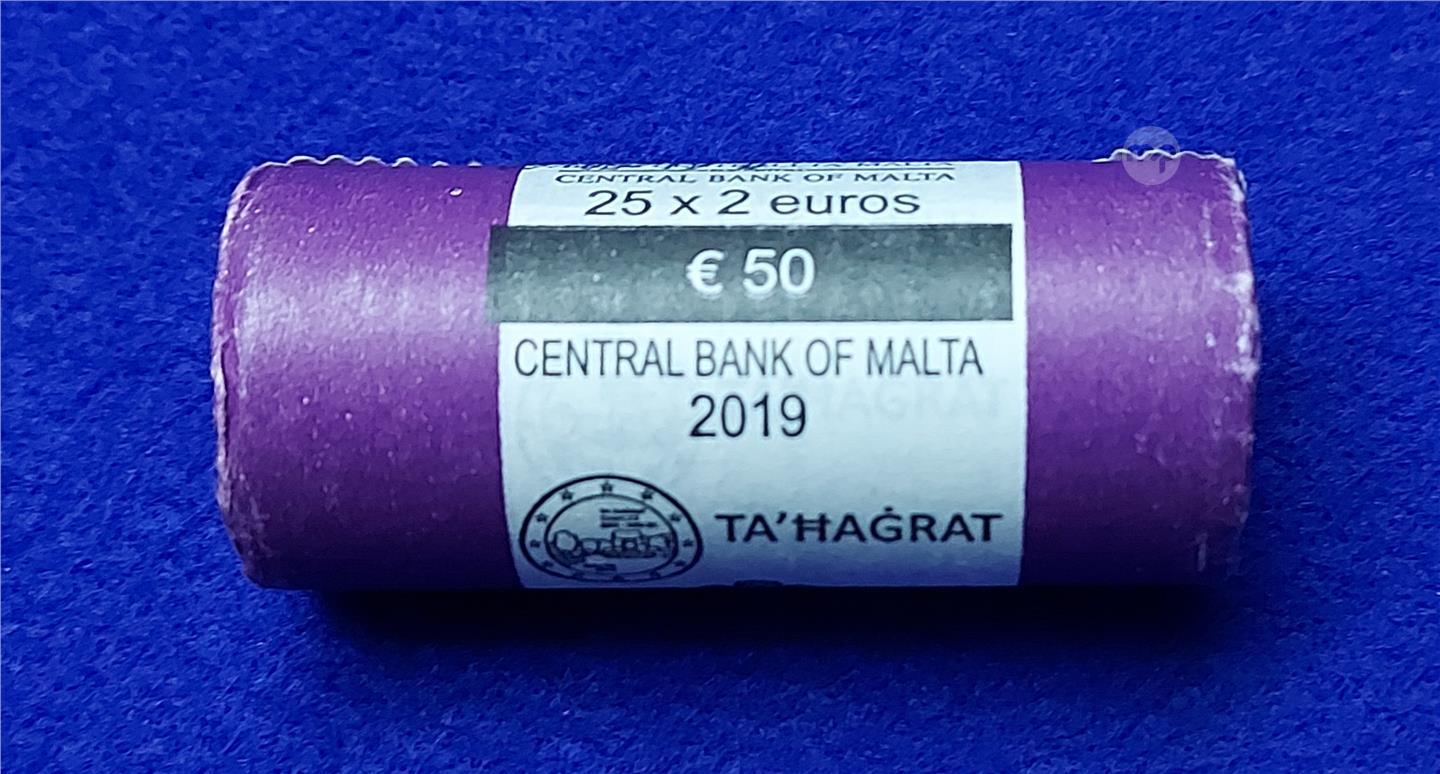 CENTRAL BANK OF MALTA
25 x 2 euros
€ 50
CENTRAL BANK OF MALTA
2019
TA’ĦAĠRAT